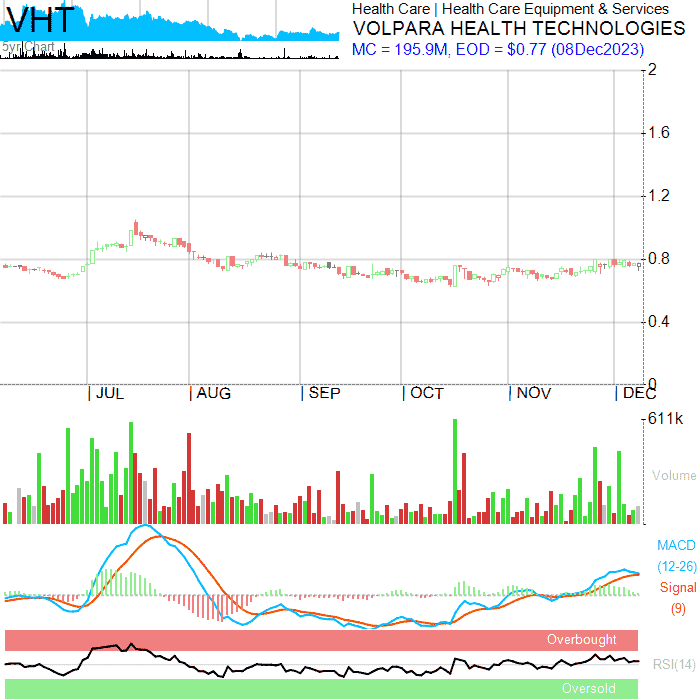 VHT
5yr Chart
Health Care | Health Care Equipment & Services
VOLPARA HEALTH TECHNOLOGIES
MC = 195.9M, EOD = $0.77 (08Dec2023)
2
1.6
1.2
0.8
0.4
0
| JUL | AUG | SEP | OCT | NOV | DEC
611k
Volume
MACD
(12-26)
Signal
(9)
Overbought
RSI(14)
Oversold